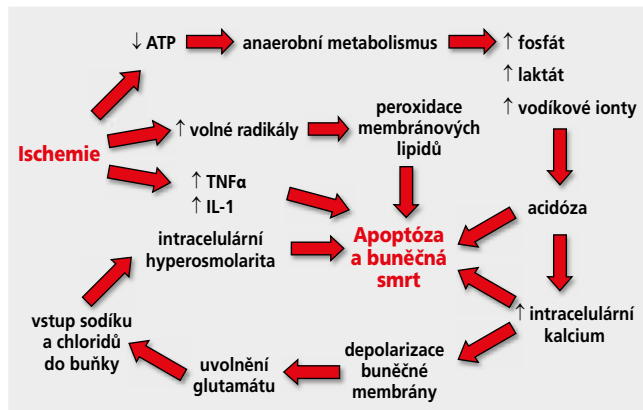 ↓ ATP
anaerobní metabolismus
↑ fosfát
↑ laktát
↑ vodíkové ionty
Ischemie
↑ volné radikály
peroxidace
membránových
lipidů
↑ TNFα
↑ IL-1
acidóza
Apoptóza
a buněčná
smrt
intracelulární
hyperosmolarita
↑ intracelulární
kalcium
vstup sodíku
a chloridů
do buňky
uvolnění
glutamátu
depolarizace
buněčné
membrány